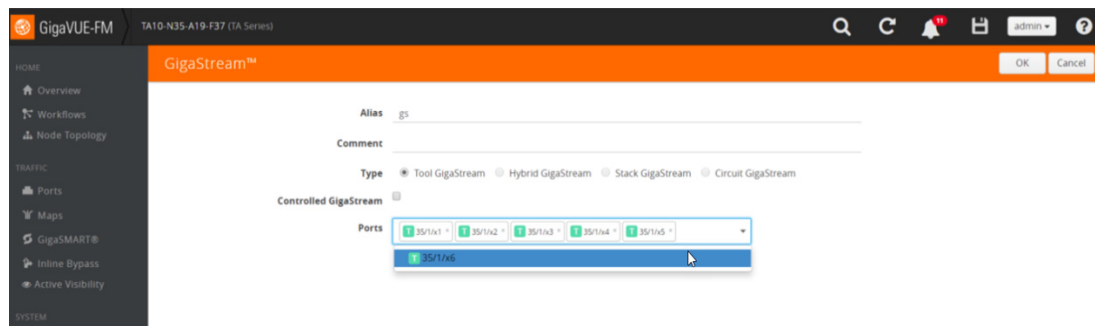 GigaVUE-FM TA10-N35-A19-F37 (TA Series) 11 admin
HOME
GigaStream™ OK Cancel
Overview
Workflows
Node Topology
TRAFFIC
Ports
Maps
GigaSMART®
Inline Bypass
Active Visibility
SYSTEM
Alias gs
Comment
Type Tool GigaStream Hybrid GigaStream Stack GigaStream Circuit GigaStream
Controlled GigaStream
Ports T 35/1/x1 × T 35/1/x2 × T 35/1/x3 × T 35/1/x4 × T 35/1/x5 ×
T 35/1/x6